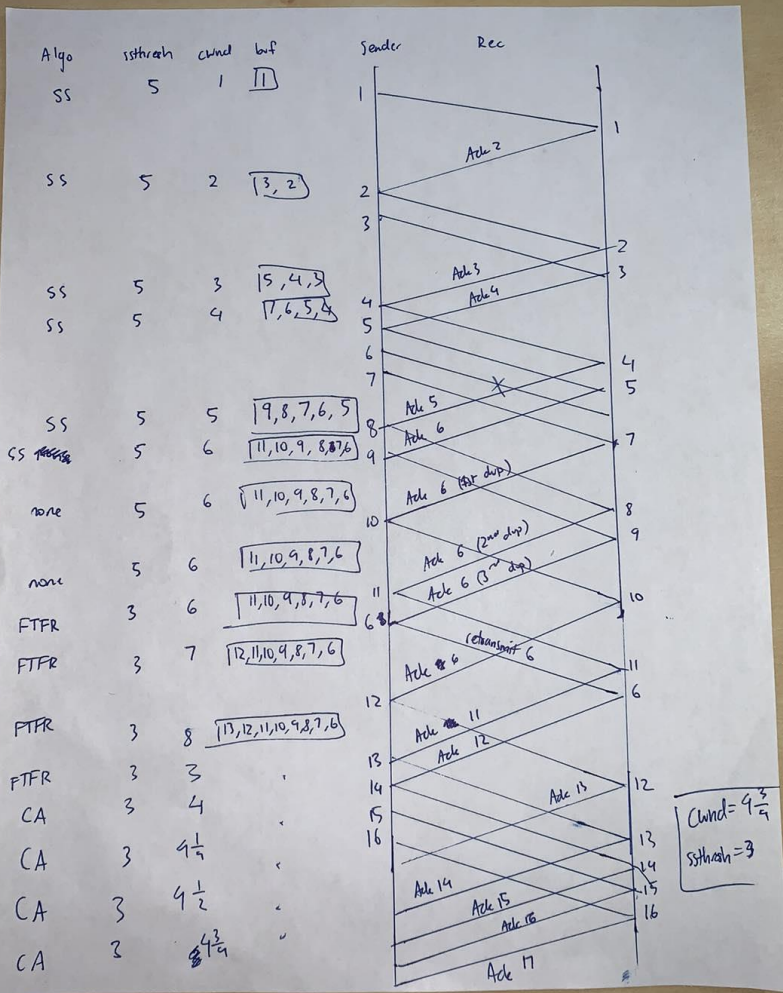 Algo ssthresh cwnd buf Sender Rec
SS 5 1 1 1
1
Ack 2
SS 5 2 3, 2 2
3
2
Ack 3
3
SS 5 3 5, 4, 3 4
Ack 4
SS 5 4 7, 6, 5, 4 5
6
4
7
5
SS 5 5 9, 8, 7, 6, 5 8
Ack 5
Ack 6
7
SS 5 6 11, 10, 9, 8, 7, 6 9
none 5 6 11, 10, 9, 8, 7, 6 10
Ack 6 (1st dup)
8
Ack 6 (2nd dup)
9
none 5 6 11, 10, 9, 8, 7, 6 11
Ack 6 (3rd dup)
10
FTFR 3 6 11, 10, 9, 8, 7, 6 6
retransmit 6
FTFR 3 7 12, 11, 10, 9, 8, 7, 6 12
Ack 6
11
6
FTFR 3 8 13, 12, 11, 10, 9, 8, 7, 6 13
Ack 11
Ack 12
FTFR 3 3 " 14
12
Ack 13
CA 3 4 " 15
16
13
CA 3 4 1/4 "
14
Ack 14
15
CA 3 4 1/2 "
Ack 15
16
Ack 16
CA 3 4 3/4 "
Ack 17
cwnd = 4 3/4
ssthresh = 3